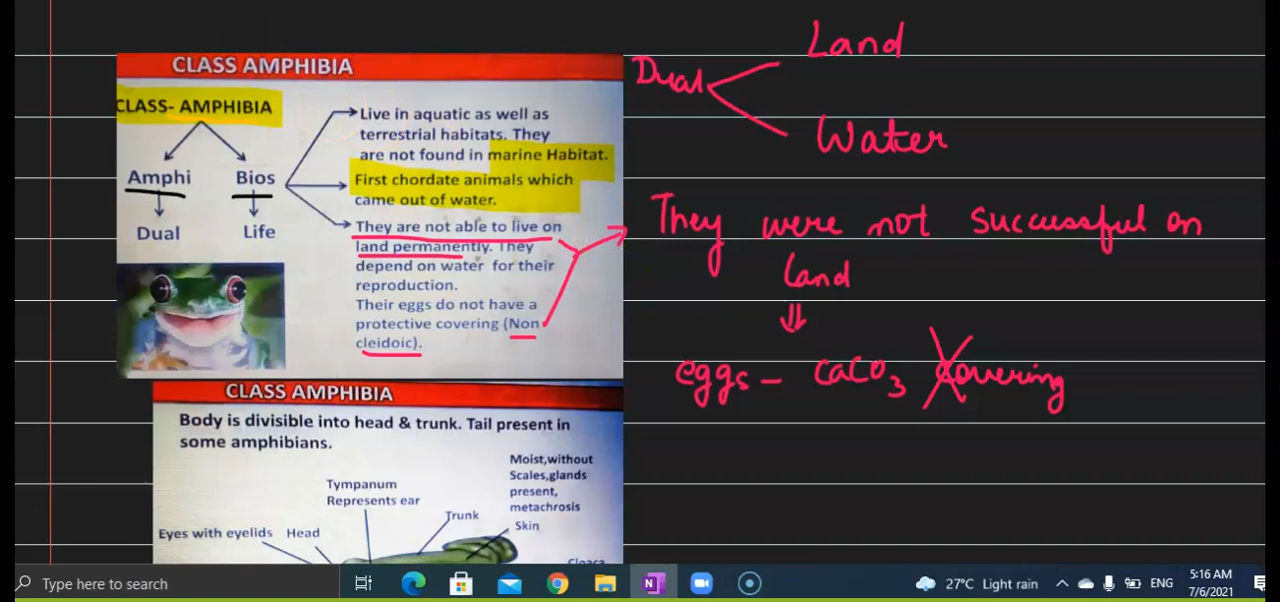 CLASS AMPHIBIA
CLASS- AMPHIBIA
Amphi
Bios
Dual
Life
Live in aquatic as well as
terrestrial habitats. They
are not found in marine Habitat.
First chordate animals which
came out of water.
They are not able to live on
land permanently. They
depend on water for their
reproduction.
Their eggs do not have a
protective covering (Non
cleidoic).
Dual
Land
Water
They were not successful on
land
eggs - CaCO3 Covering
CLASS AMPHIBIA
Body is divisible into head & trunk. Tail present in
some amphibians.
Moist,without
Scales,glands
present,
metachrosis
Skin
Tympanum
Represents ear
Trunk
Eyes with eyelids
Head
Cloaca
Type here to search
27°C Light rain
ENG
5:16 AM
7/6/2021